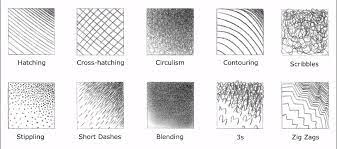 Hatching
Cross-hatching
Circulism
Contouring
Scribbles
Stippling
Short Dashes
Blending
3s
Zig Zags